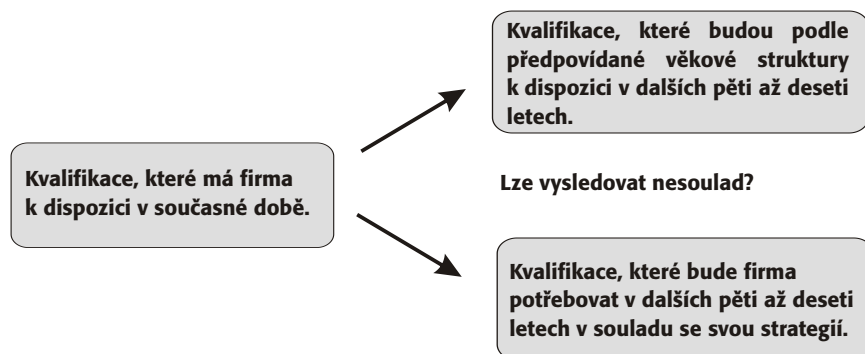 Kvalifikace, které budou podle
předpovídané věkové struktury
k dispozici v dalších pěti až deseti
letech.
Kvalifikace, které má firma
k dispozici v současné době.
Lze vysledovat nesoulad?
Kvalifikace, které bude firma
potřebovat v dalších pěti až deseti
letech v souladu se svou strategií.